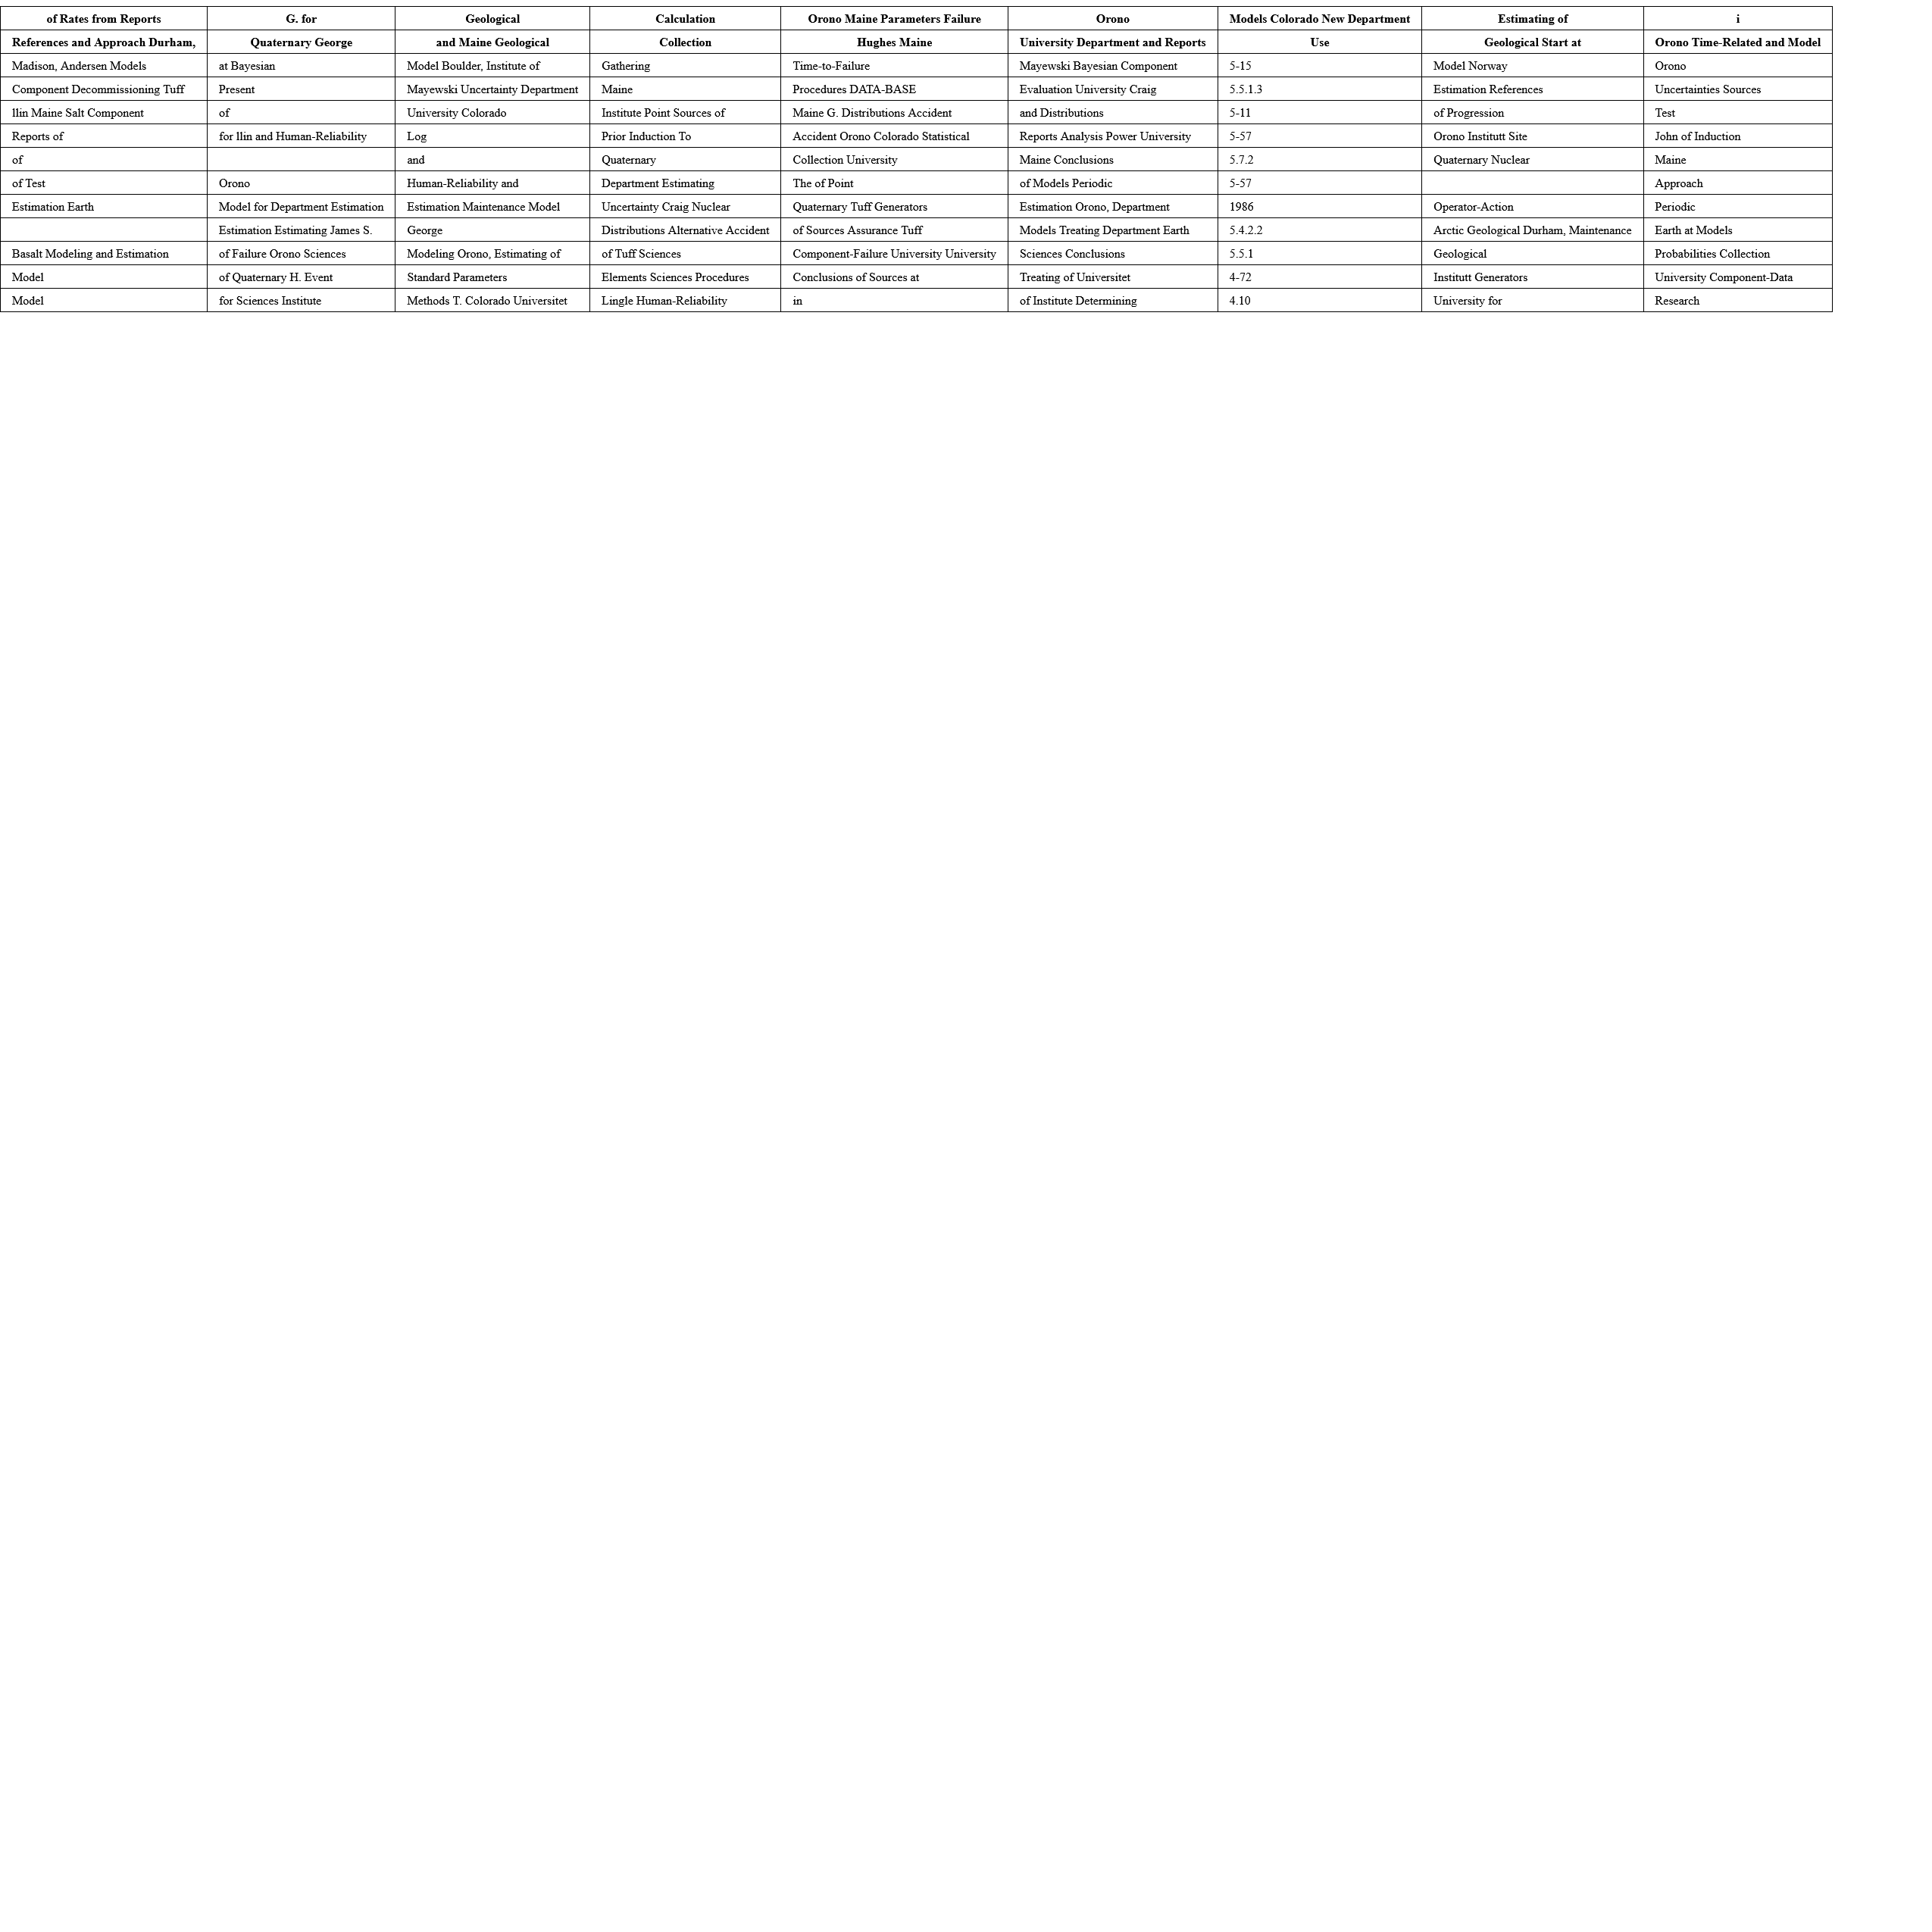 of Rates from Reports G. for Geological Calculation Orono Maine Parameters Failure Orono Models Colorado New Department Estimating of i
References and Approach Durham, Quaternary George and Maine Geological Collection Hughes Maine University Department and Reports Use Geological Start at Orono Time-Related and Model
Madison, Andersen Models at Bayesian Model Boulder, Institute of Gathering Time-to-Failure Mayewski Bayesian Component 5-15 Model Norway Orono
Component Decommissioning Tuff Present Mayewski Uncertainty Department Maine Procedures DATA-BASE Evaluation University Craig 5.5.1.3 Estimation References Uncertainties Sources
llin Maine Salt Component of University Colorado Institute Point Sources of Maine G. Distributions Accident and Distributions 5-11 of Progression Test
Reports of for llin and Human-Reliability Log Prior Induction To Accident Orono Colorado Statistical Reports Analysis Power University 5-57 Orono Institutt Site John of Induction
of and Quaternary Collection University Maine Conclusions 5.7.2 Quaternary Nuclear Maine
of Test Orono Human-Reliability and Department Estimating The of Point of Models Periodic 5-57 Approach
Estimation Earth Model for Department Estimation Estimation Maintenance Model Uncertainty Craig Nuclear Quaternary Tuff Generators Estimation Orono, Department 1986 Operator-Action Periodic
Estimation Estimating James S. George Distributions Alternative Accident of Sources Assurance Tuff Models Treating Department Earth 5.4.2.2 Arctic Geological Durham, Maintenance Earth at Models
Basalt Modeling and Estimation of Failure Orono Sciences Modeling Orono, Estimating of of Tuff Sciences Component-Failure University University Sciences Conclusions 5.5.1 Geological Probabilities Collection
Model of Quaternary H. Event Standard Parameters Elements Sciences Procedures Conclusions of Sources at Treating of Universitet 4-72 Institutt Generators University Component-Data
Model for Sciences Institute Methods T. Colorado Universitet Lingle Human-Reliability in of Institute Determining 4.10 University for Research